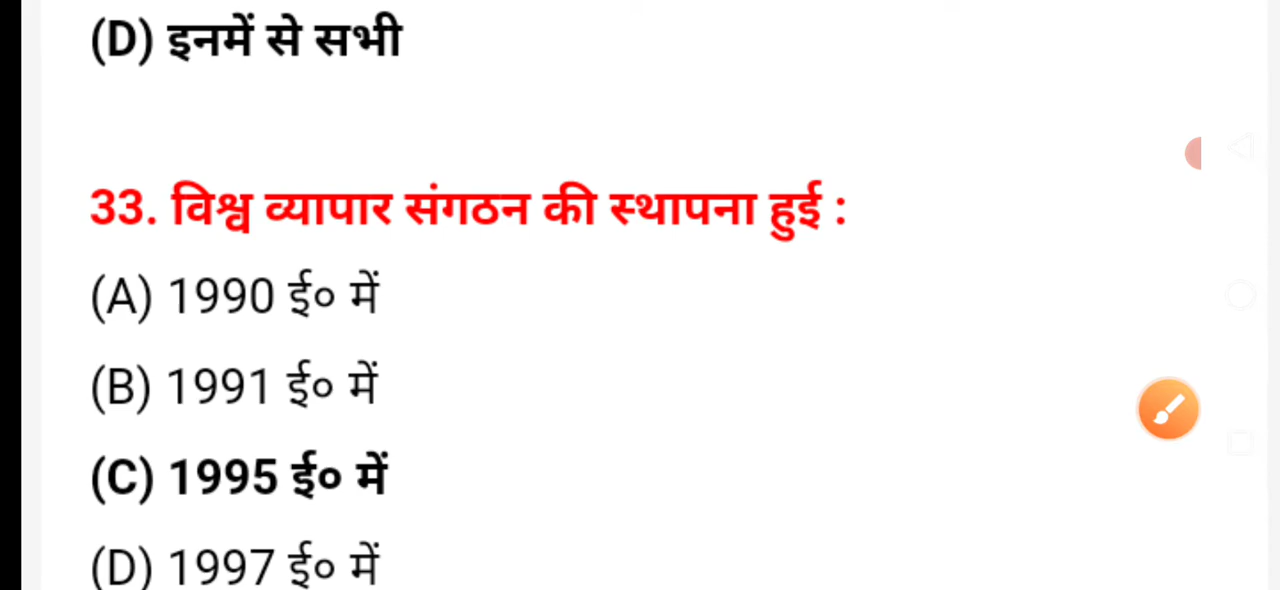 (D) इनमें से सभी
33. विश्व व्यापार संगठन की स्थापना हुई :
(A) 1990 ई० में
(B) 1991 ई० में
(C) 1995 ई० में
(D) 1997 ई० में